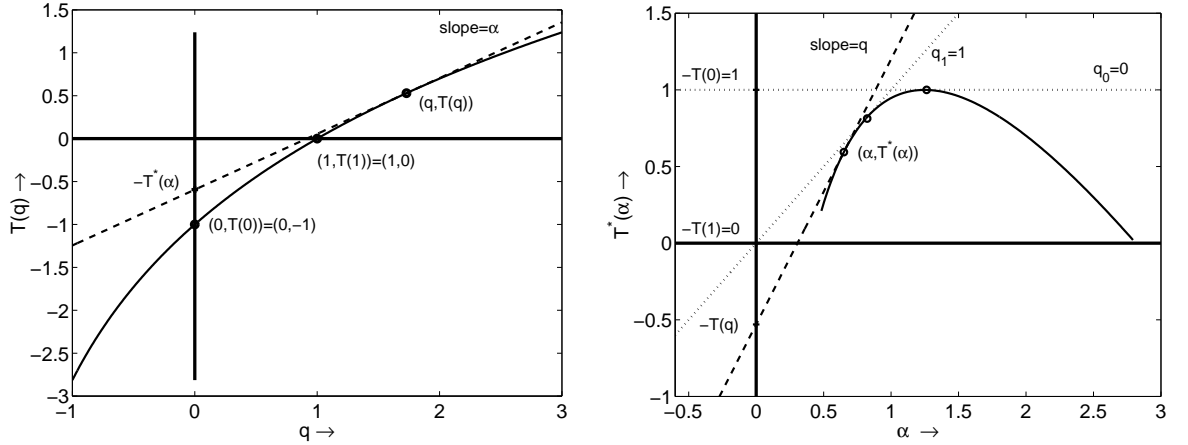 1.5
1
0.5
0
−0.5
−1
−1.5
−2
−2.5
−3
−1
0
1
2
3
q →
T(q) →
slope=α
(q,T(q))
(1,T(1))=(1,0)
−T*(α)
(0,T(0))=(0,−1)
1.5
1
0.5
0
−0.5
−1
−0.5
0
0.5
1
1.5
2
2.5
3
α →
T*(α) →
slope=q
q₁=1
−T(0)=1
q₀=0
(α,T*(α))
−T(1)=0
−T(q)